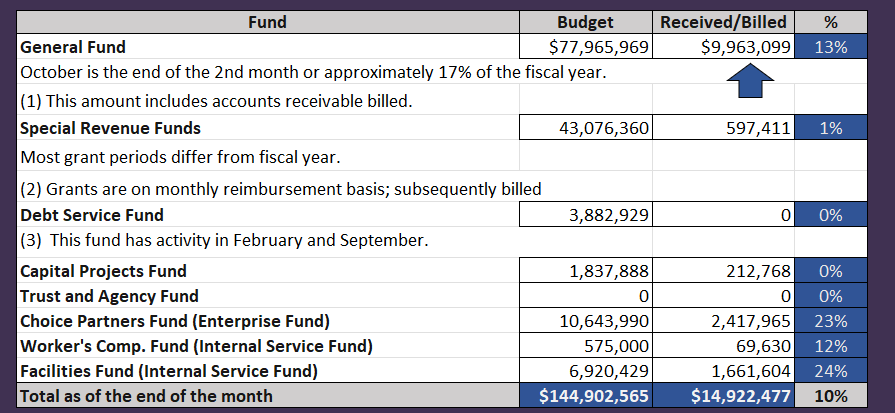 Fund Budget Received/Billed %
General Fund $77,965,969 $9,963,099 13%
October is the end of the 2nd month or approximately 17% of the fiscal year.
(1) This amount includes accounts receivable billed.
Special Revenue Funds 43,076,360 597,411 1%
Most grant periods differ from fiscal year.
(2) Grants are on monthly reimbursement basis; subsequently billed
Debt Service Fund 3,882,929 0 0%
(3) This fund has activity in February and September.
Capital Projects Fund 1,837,888 212,768 0%
Trust and Agency Fund 0 0 0%
Choice Partners Fund (Enterprise Fund) 10,643,990 2,417,965 23%
Worker's Comp. Fund (Internal Service Fund) 575,000 69,630 12%
Facilities Fund (Internal Service Fund) 6,920,429 1,661,604 24%
Total as of the end of the month $144,902,565 $14,922,477 10%